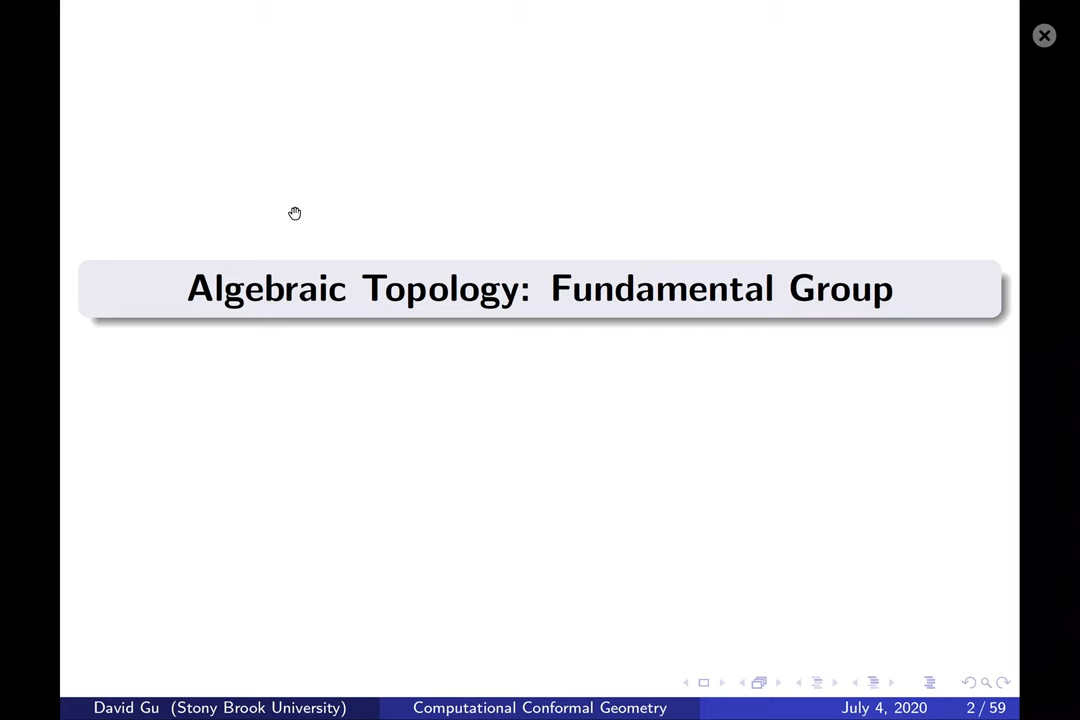 Algebraic Topology: Fundamental Group
David Gu (Stony Brook University) Computational Conformal Geometry July 4, 2020 2 / 59